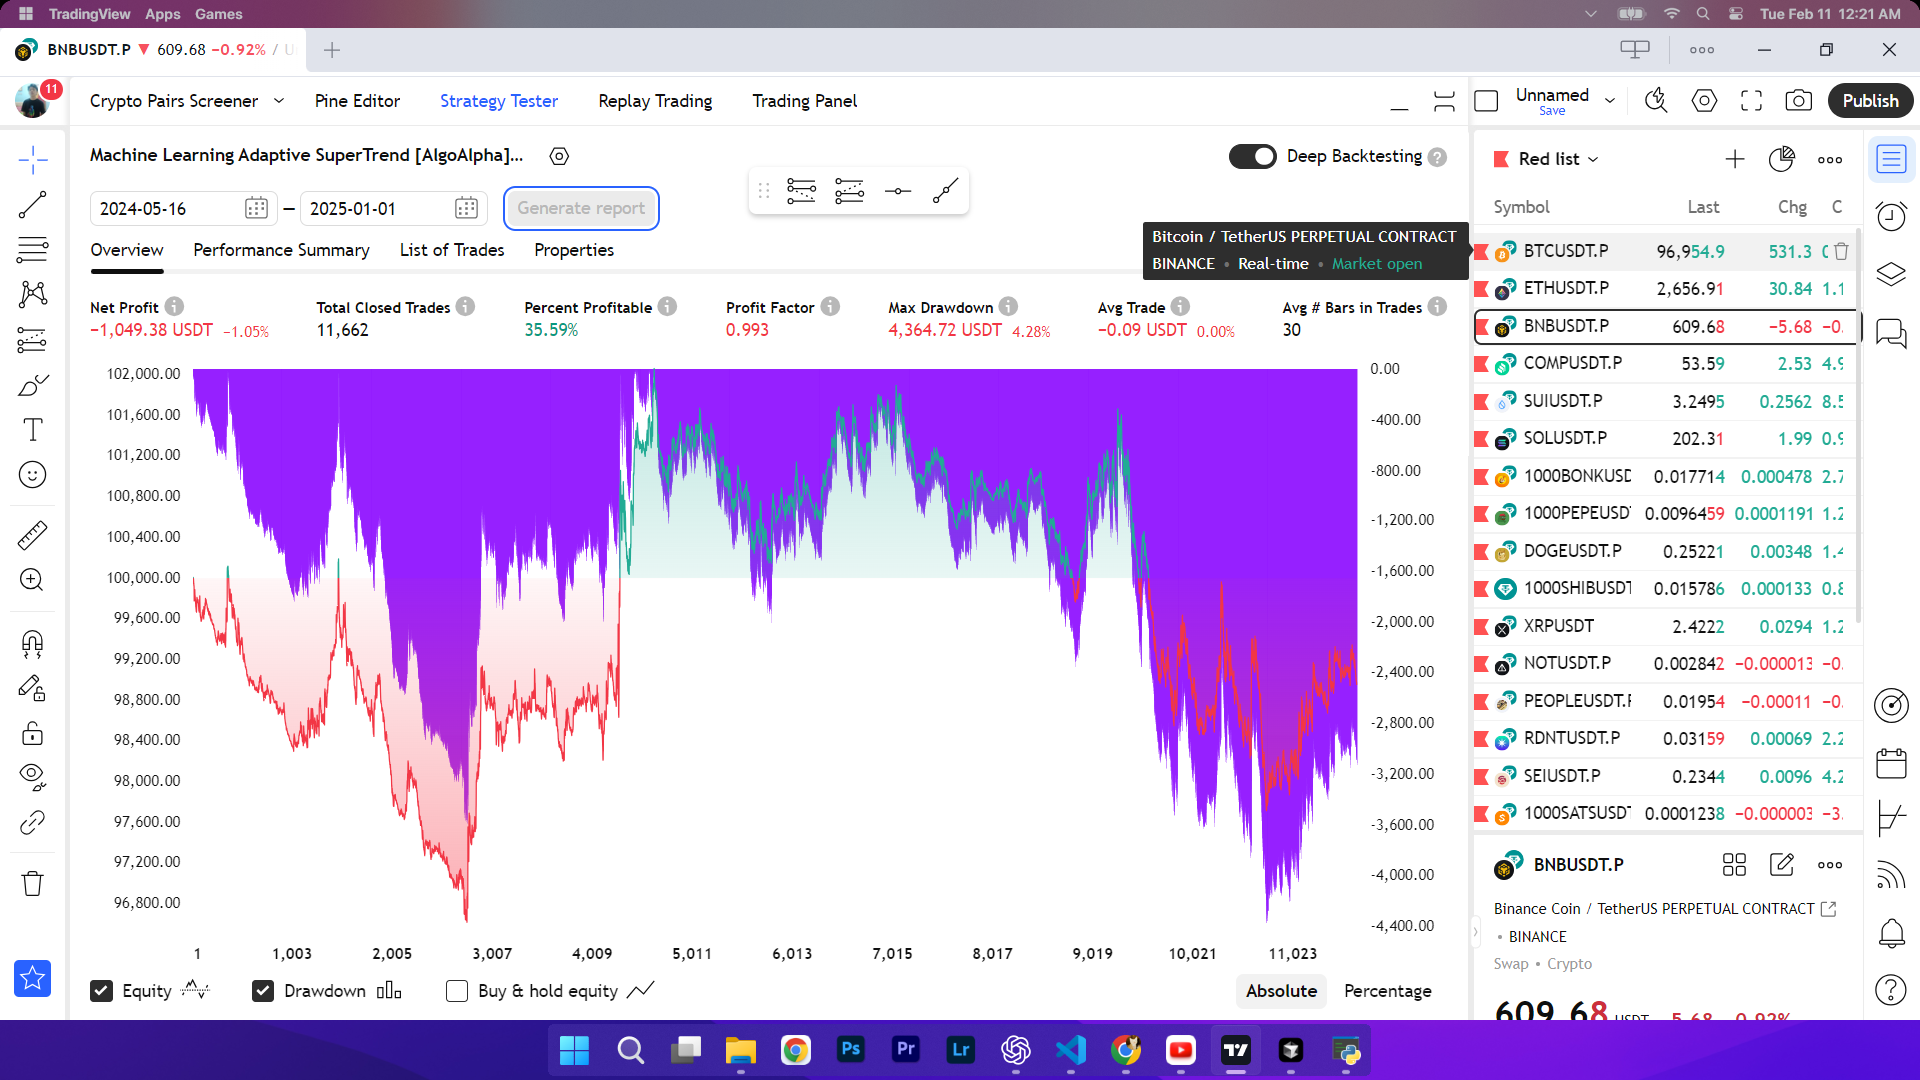 TradingView Apps Games
Tue Feb 11 12:21 AM
BNBUSDT.P ▼ 609.68 −0.92% / U
11
Crypto Pairs Screener Pine Editor Strategy Tester Replay Trading Trading Panel
Unnamed
Save
Publish
Machine Learning Adaptive SuperTrend [AlgoAlpha]...
Deep Backtesting
2024-05-16 — 2025-01-01 Generate report
Overview Performance Summary List of Trades Properties
Bitcoin / TetherUS PERPETUAL CONTRACT
BINANCE • Real-time • Market open
Net Profit Total Closed Trades Percent Profitable Profit Factor Max Drawdown Avg Trade Avg # Bars in Trades
−1,049.38 USDT −1.05% 11,662 35.59% 0.993 4,364.72 USDT 4.28% −0.09 USDT 0.00% 30
102,000.00
101,600.00
101,200.00
100,800.00
100,400.00
100,000.00
99,600.00
99,200.00
98,800.00
98,400.00
98,000.00
97,600.00
97,200.00
96,800.00
0.00
-400.00
-800.00
-1,200.00
-1,600.00
-2,000.00
-2,400.00
-2,800.00
-3,200.00
-3,600.00
-4,000.00
-4,400.00
1 1,003 2,005 3,007 4,009 5,011 6,013 7,015 8,017 9,019 10,021 11,023
Equity Drawdown Buy & hold equity Absolute Percentage
Red list
Symbol Last Chg C
BTCUSDT.P 96,954.9 531.3 0
ETHUSDT.P 2,656.91 30.84 1.1
BNBUSDT.P 609.68 −5.68 −0.
COMPUSDT.P 53.59 2.53 4.9
SUIUSDT.P 3.2495 0.2562 8.5
SOLUSDT.P 202.31 1.99 0.9
1000BONKUSD 0.017714 0.000478 2.7
1000PEPEUSD 0.0096459 0.0001191 1.2
DOGEUSDT.P 0.25221 0.00348 1.4
1000SHIBUSDT 0.015786 0.000133 0.8
XRPUSDT 2.4222 0.0294 1.2
NOTUSDT.P 0.002842 −0.000013 −0.
PEOPLEUSDT.P 0.01954 −0.00011 −0.
RDNTUSDT.P 0.03159 0.00069 2.2
SEIUSDT.P 0.2344 0.0096 4.2
1000SATSUSDT 0.0001238 −0.000003 −3.
BNBUSDT.P
Binance Coin / TetherUS PERPETUAL CONTRACT
• BINANCE
Swap • Crypto
609.68 USDT −5.68 −0.92%
Ps Pr Lr